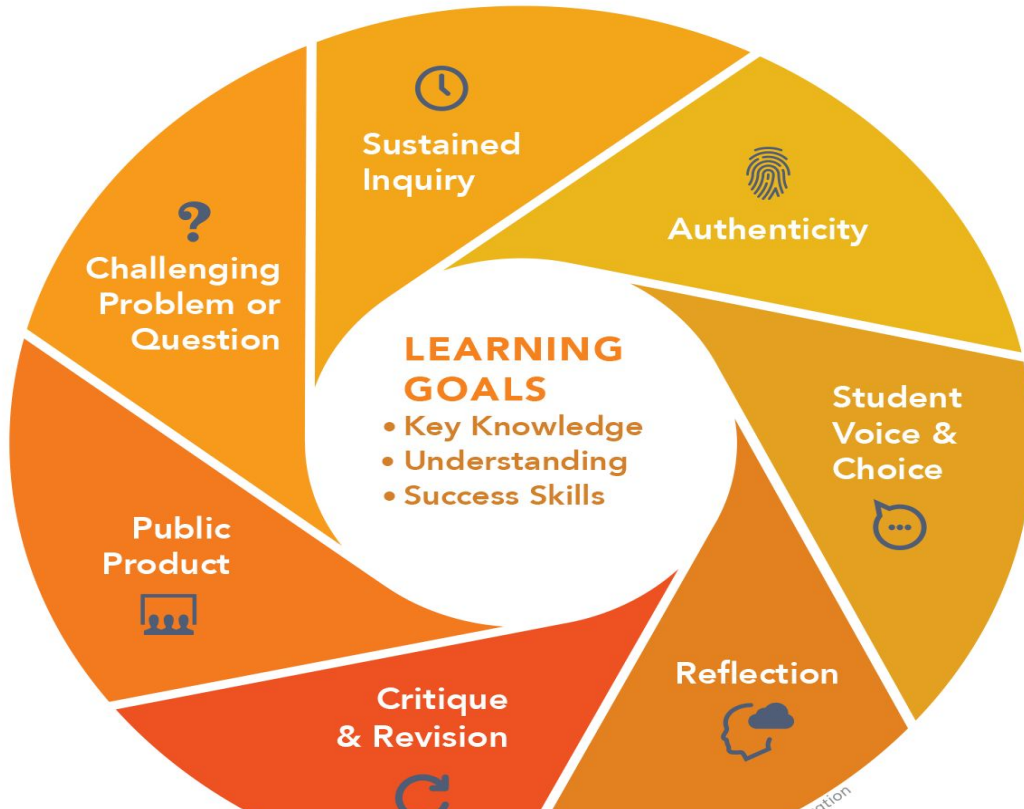 Sustained
Inquiry
Authenticity
?
Challenging
Problem or
Question
LEARNING
GOALS
• Key Knowledge
• Understanding
• Success Skills
Student
Voice &
Choice
Public
Product
Reflection
Critique
& Revision